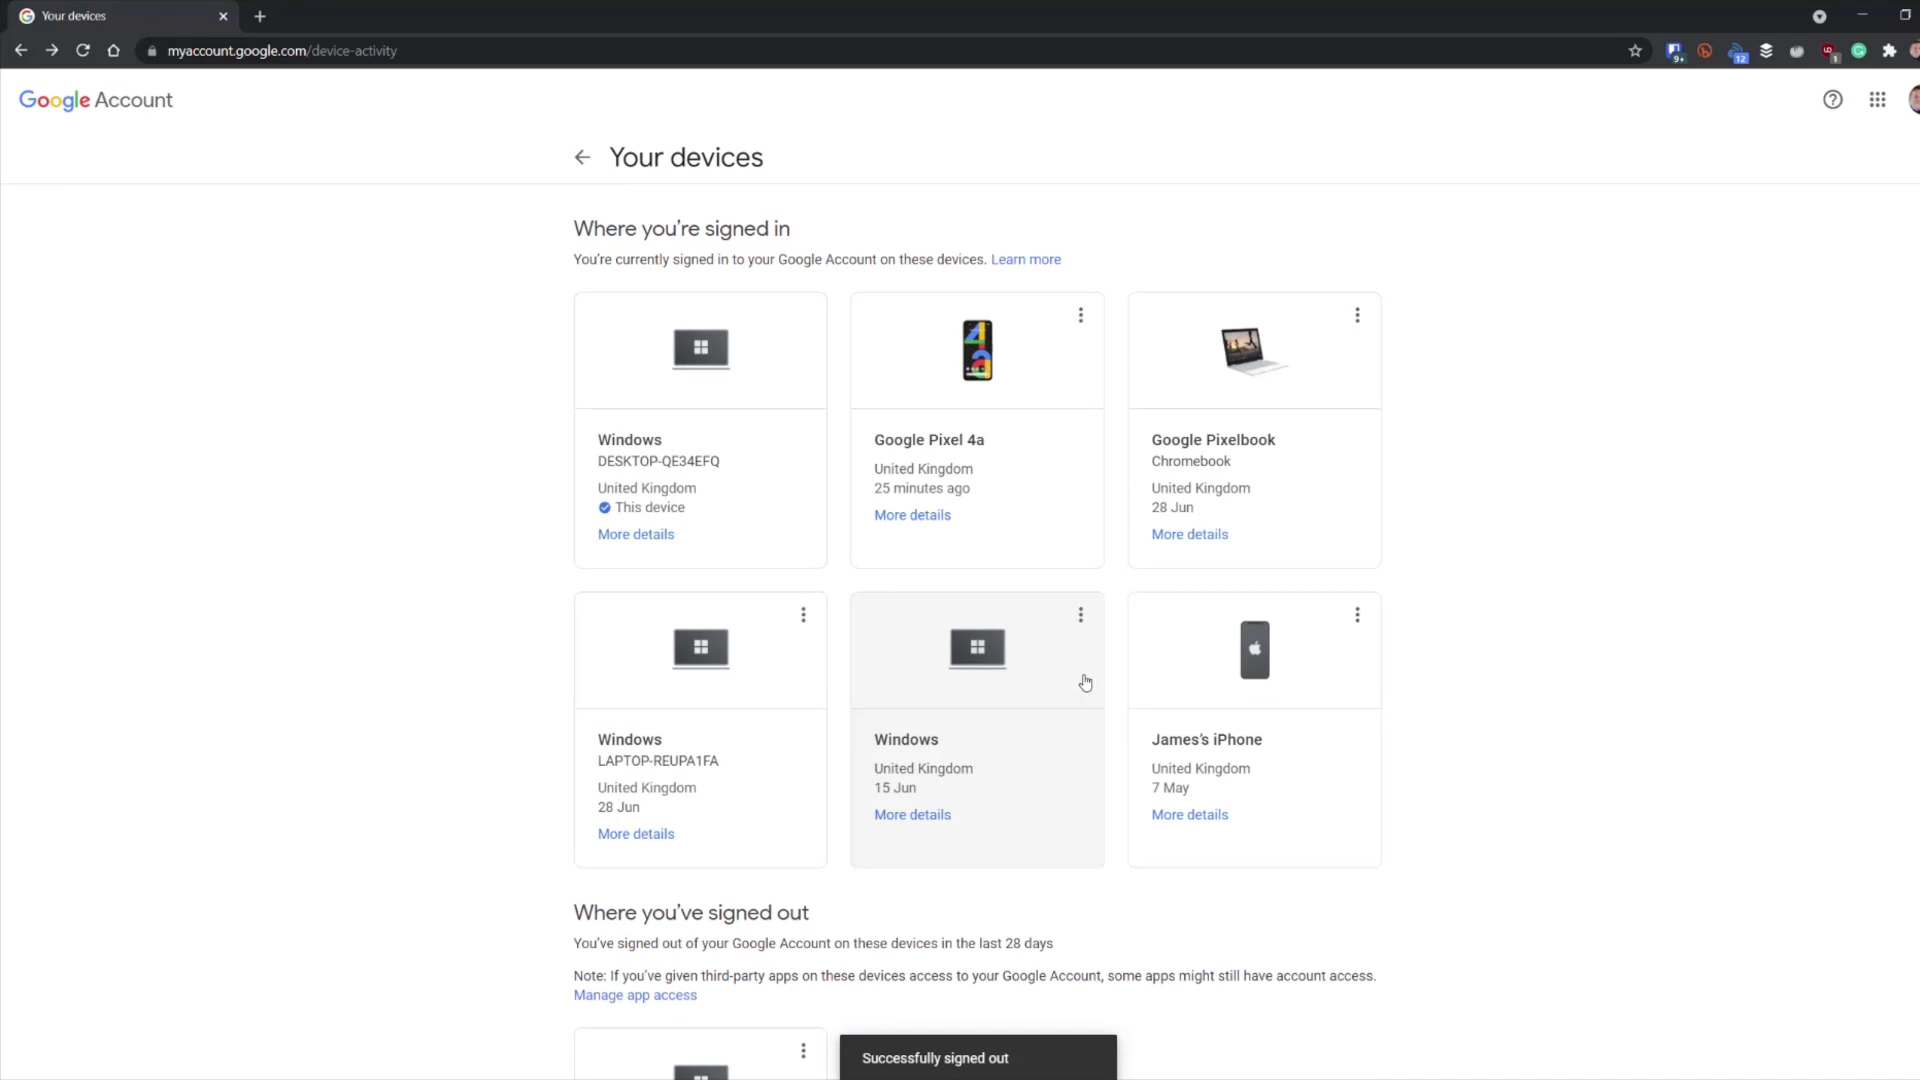 Your devices
myaccount.google.com/device-activity
9+
12
1
Google Account
Your devices
Where you're signed in
You're currently signed in to your Google Account on these devices. Learn more
Windows
DESKTOP-QE34EFQ
United Kingdom
This device
More details
Google Pixel 4a
United Kingdom
25 minutes ago
More details
Google Pixelbook
Chromebook
United Kingdom
28 Jun
More details
Windows
LAPTOP-REUPA1FA
United Kingdom
28 Jun
More details
Windows
United Kingdom
15 Jun
More details
James's iPhone
United Kingdom
7 May
More details
Where you've signed out
You've signed out of your Google Account on these devices in the last 28 days
Note: If you've given third-party apps on these devices access to your Google Account, some apps might still have account access.
Manage app access
Successfully signed out